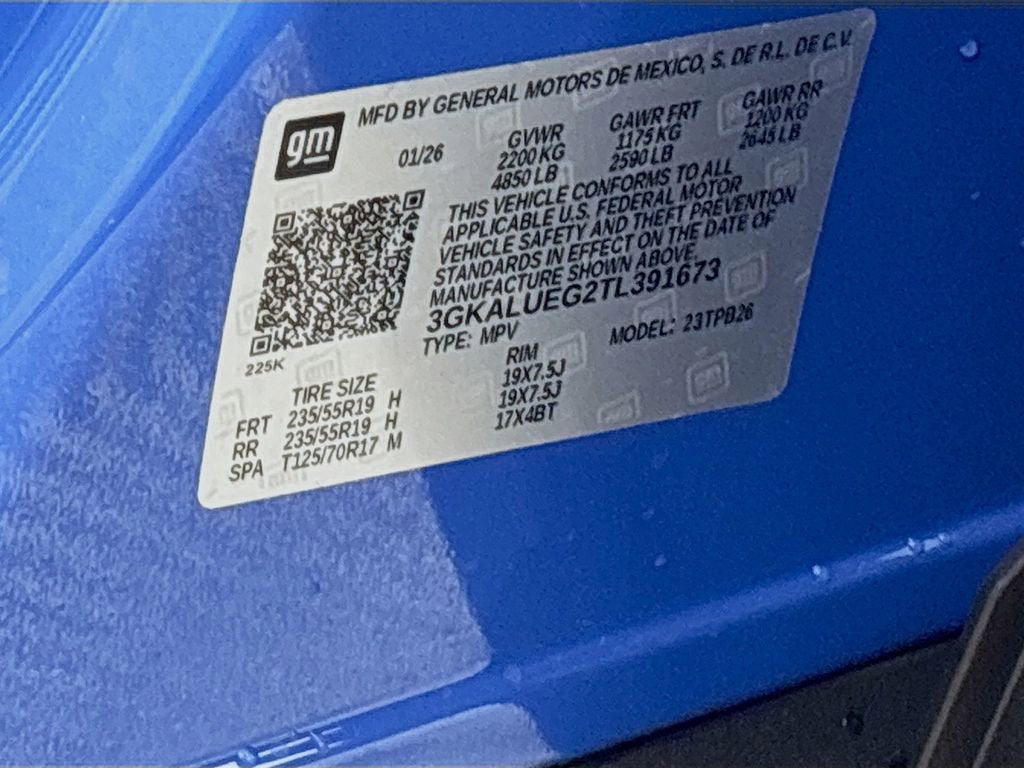 gm
MFD BY GENERAL MOTORS DE MEXICO, S. DE R.L. DE C.V.
01/26 GVWR GAWR FRT GAWR RR
2200 KG 1175 KG 1200 KG
4850 LB 2590 LB 2645 LB
THIS VEHICLE CONFORMS TO ALL
APPLICABLE U.S. FEDERAL MOTOR
VEHICLE SAFETY AND THEFT PREVENTION
STANDARDS IN EFFECT ON THE DATE OF
MANUFACTURE SHOWN ABOVE.
3GKALUEG2TL391673
TYPE: MPV MODEL: 23TPB26
225K
TIRE SIZE RIM
FRT 235/55R19 H 19X7.5J
RR 235/55R19 H 19X7.5J
SPA T125/70R17 M 17X4BT